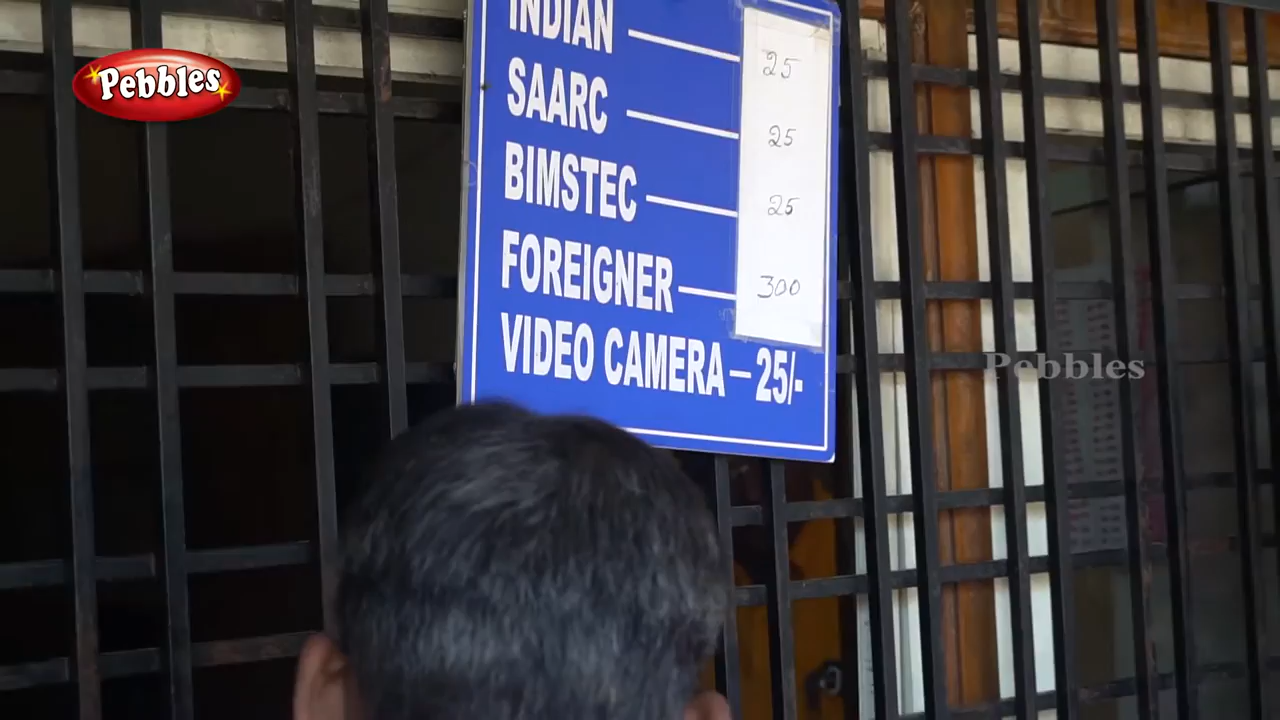 Pebbles
INDIAN 25
SAARC 25
BIMSTEC 25
FOREIGNER 300
VIDEO CAMERA – 25/-
Pebbles